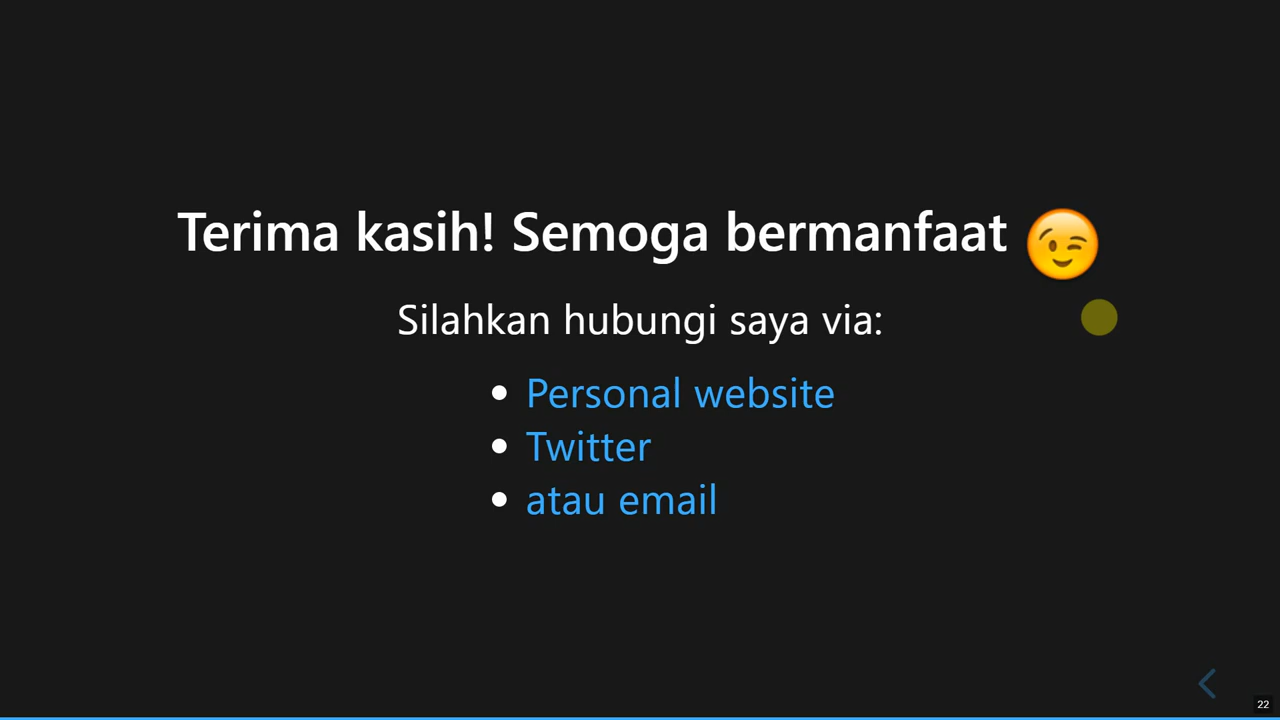 Terima kasih! Semoga bermanfaat 😉
Silahkan hubungi saya via:
• Personal website
• Twitter
• atau email
22